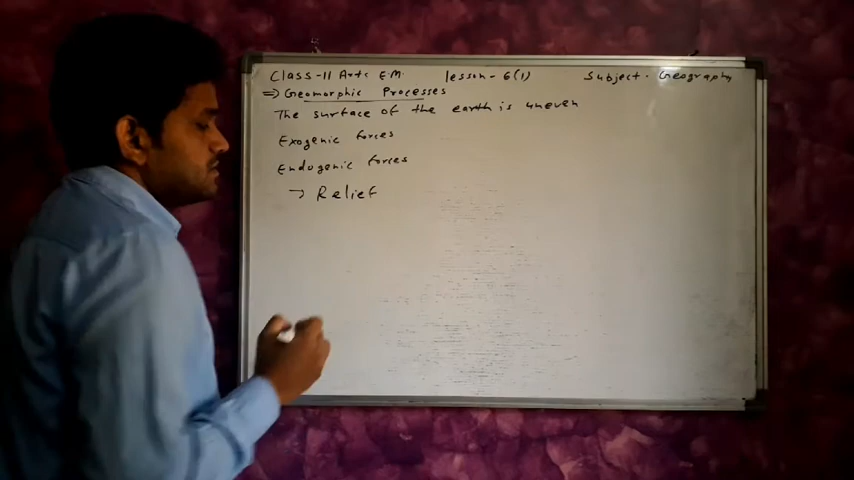 Class-11 Arts E.M. lesson-6(1) Subject- Geography
⇒ Geomorphic Processes
The surface of the earth is uneven
Exogenic forces
Endogenic forces
→ Relief